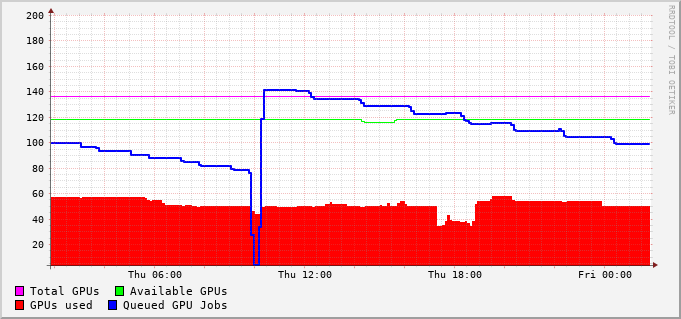 200
180
160
140
120
100
80
60
40
20
Thu 06:00 Thu 12:00 Thu 18:00 Fri 00:00
Total GPUs Available GPUs
GPUs used Queued GPU Jobs
RRDTOOL / TOBI OETIKER